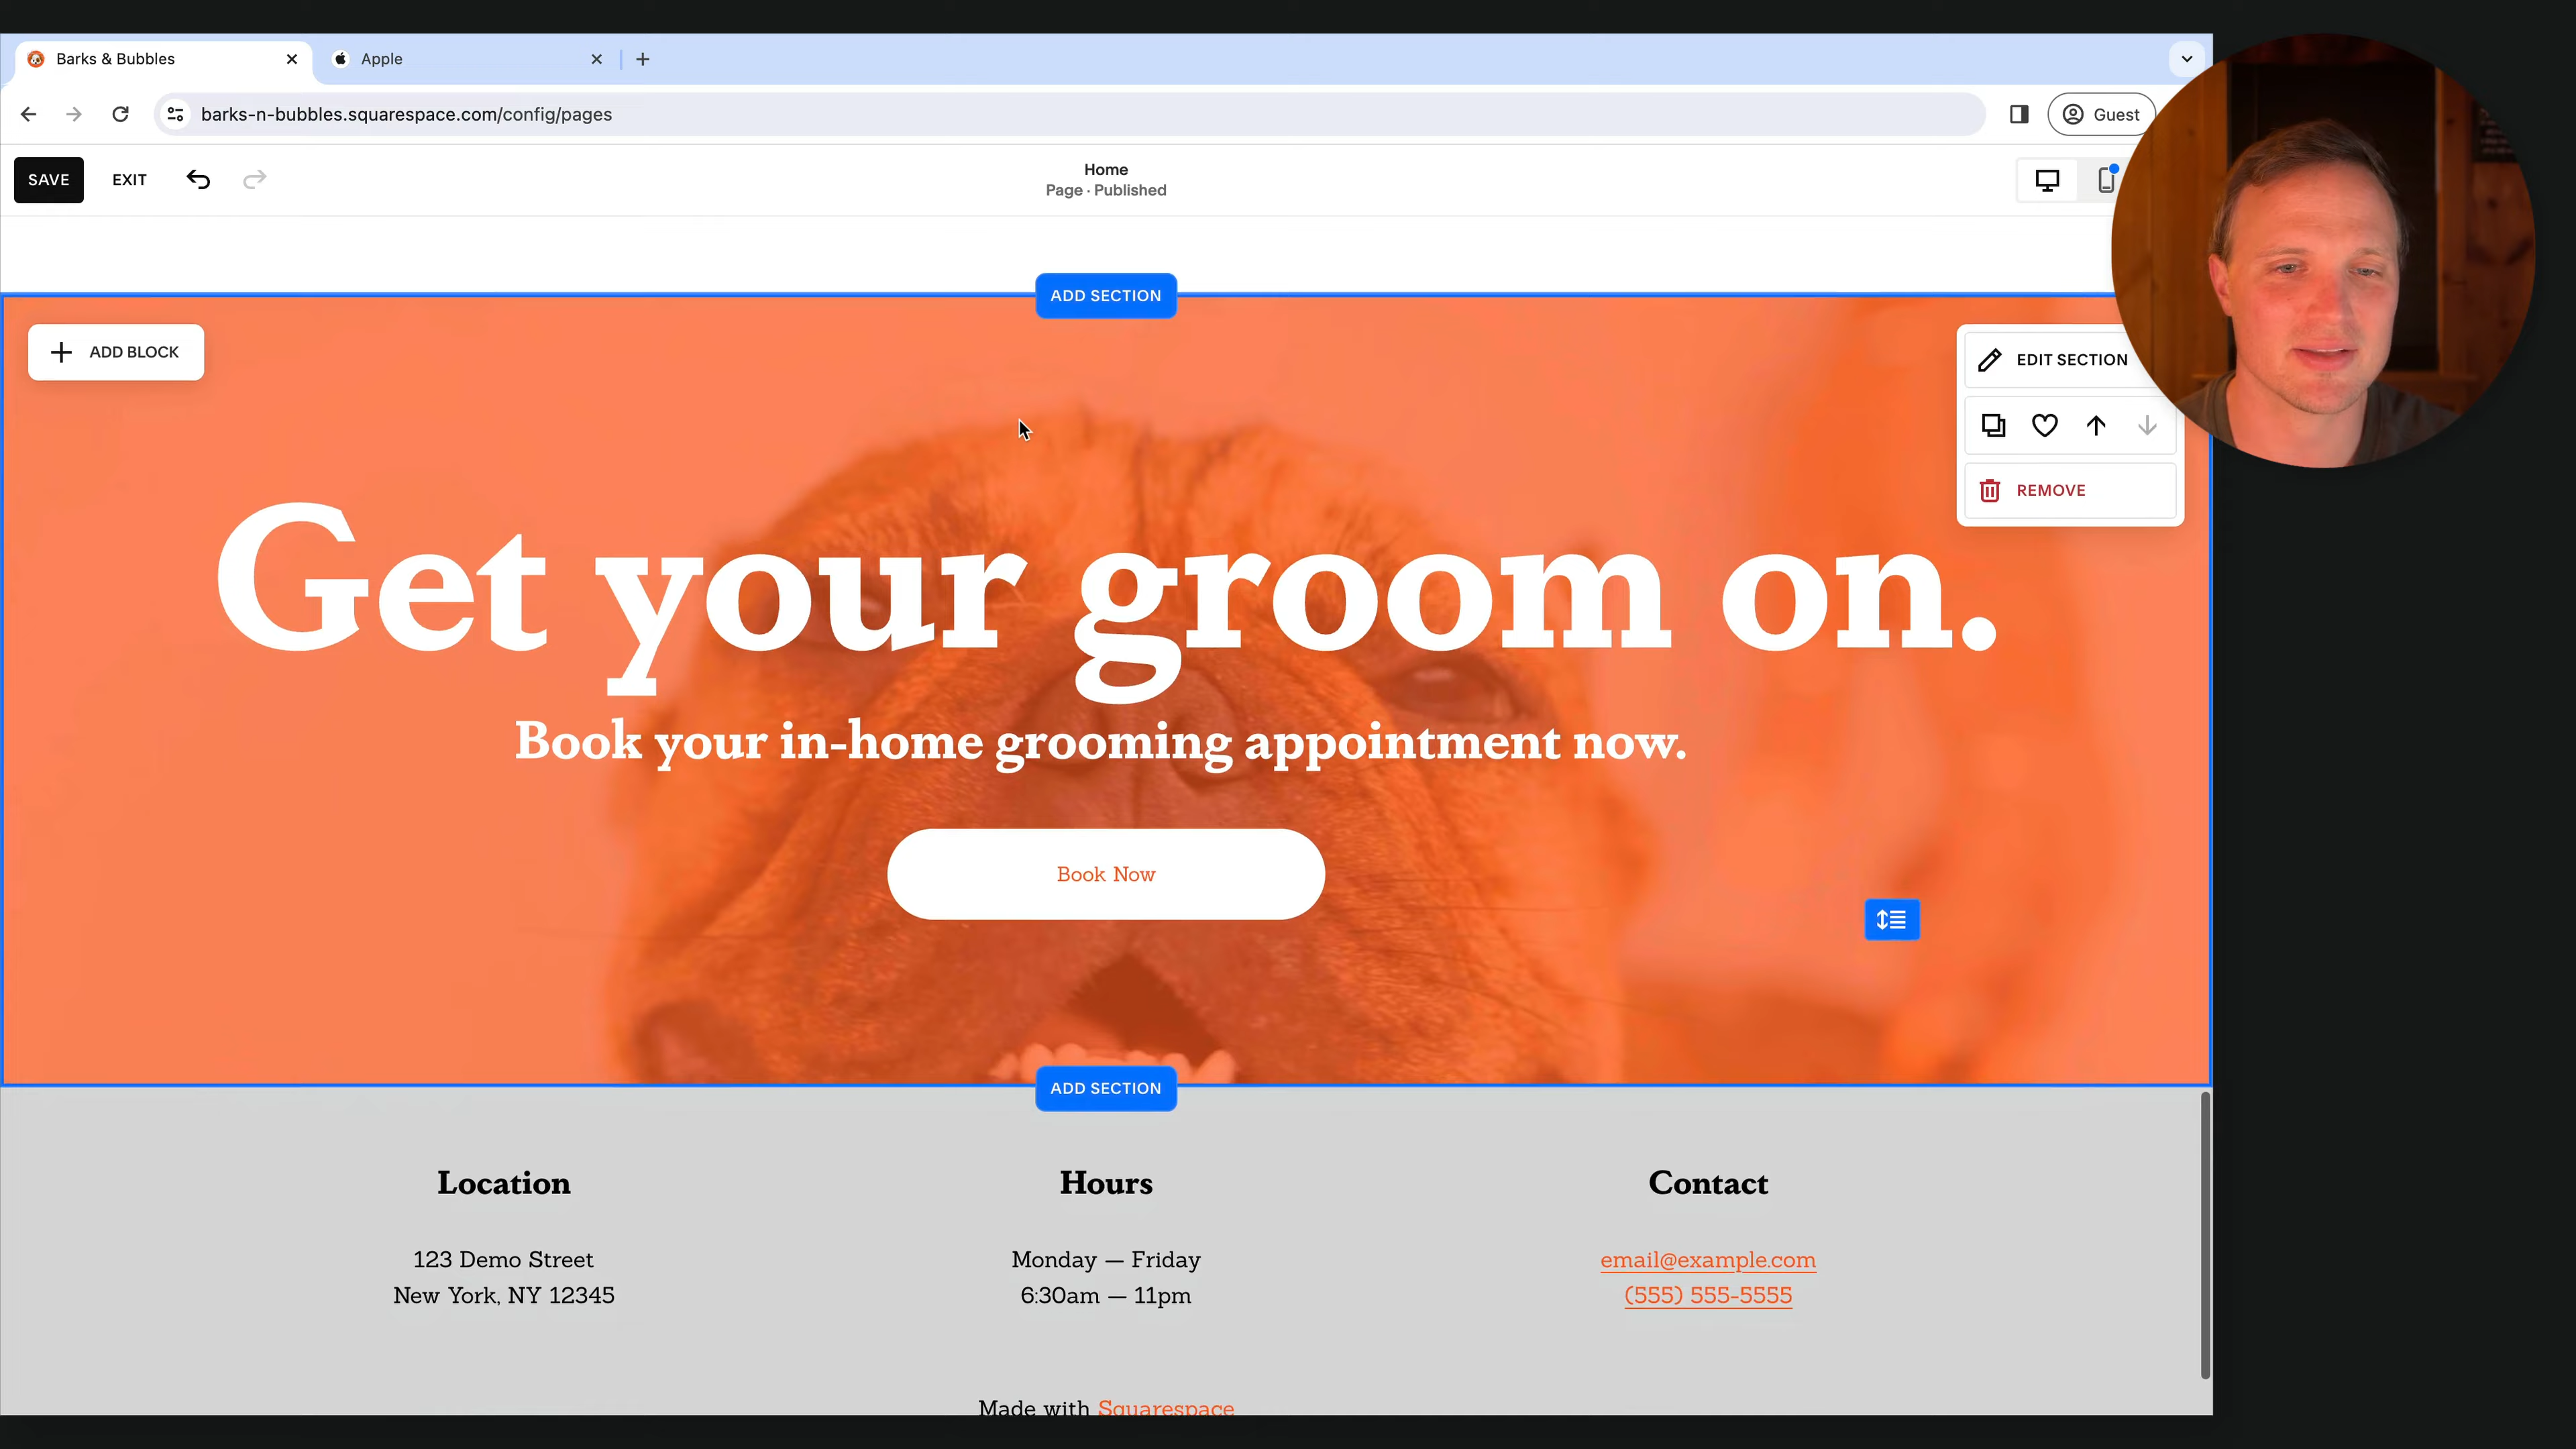 Barks & Bubbles
Apple
barks-n-bubbles.squarespace.com/config/pages
Guest
SAVE
EXIT
Home
Page · Published
ADD SECTION
ADD BLOCK
EDIT SECTION
REMOVE
Get your groom on.
Book your in-home grooming appointment now.
Book Now
ADD SECTION
Location
Hours
Contact
123 Demo Street
New York, NY 12345
Monday — Friday
6:30am — 11pm
email@example.com
(555) 555-5555
Made with Squarespace